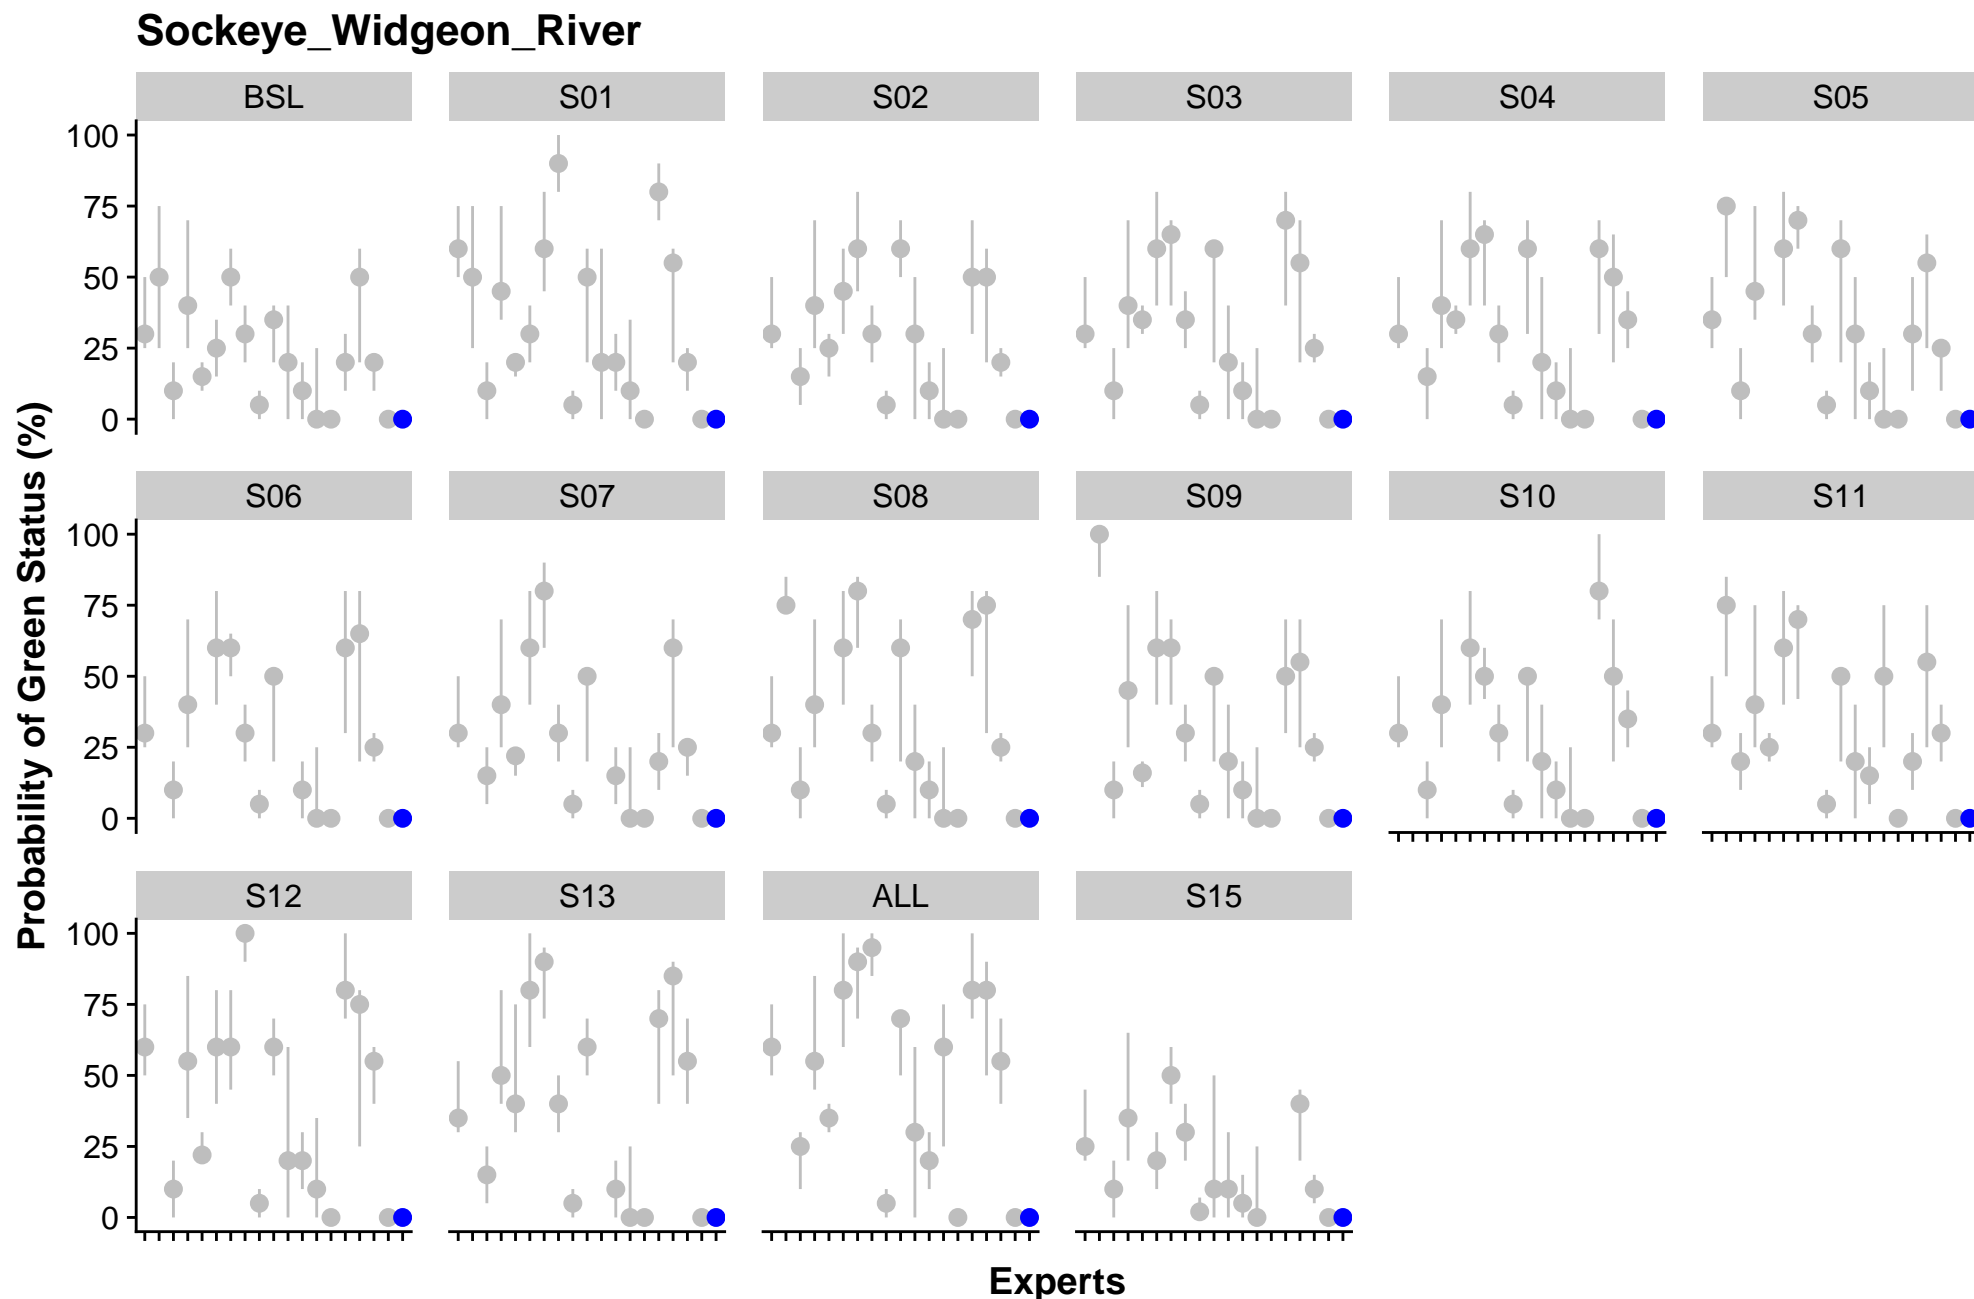 Sockeye_Widgeon_River
BSL S01 S02 S03 S04 S05
100
75
50
25
0
S06 S07 S08 S09 S10 S11
100
75
50
25
0
S12 S13 ALL S15
100
75
50
25
0
Probability of Green Status (%)
Experts